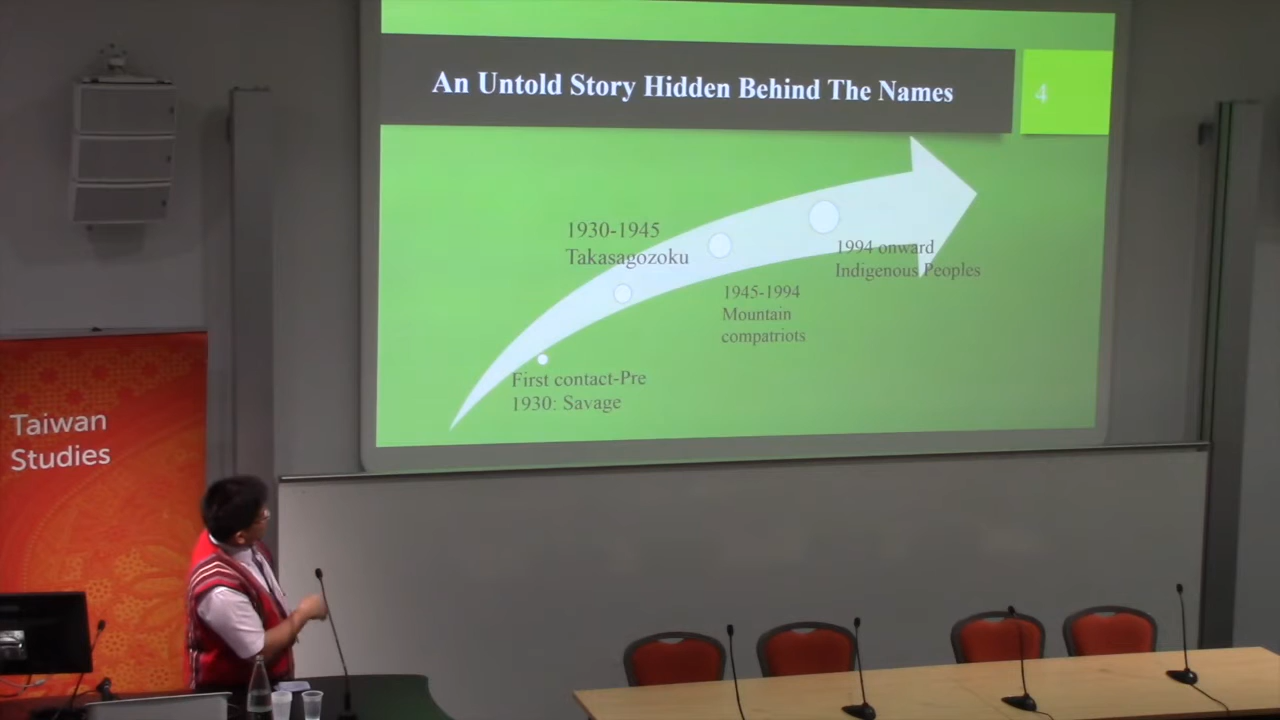 An Untold Story Hidden Behind The Names
4
1930-1945
Takasagozoku
1994 onward
Indigenous Peoples
1945-1994
Mountain
compatriots
First contact-Pre
1930: Savage
Taiwan
Studies